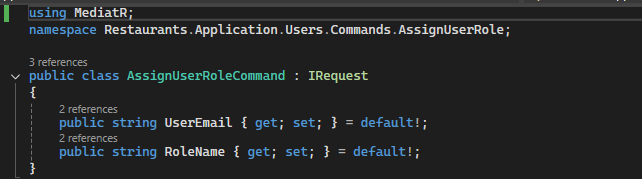 using MediatR;
namespace Restaurants.Application.Users.Commands.AssignUserRole;
3 references
public class AssignUserRoleCommand : IRequest
{
2 references
public string UserEmail { get; set; } = default!;
2 references
public string RoleName { get; set; } = default!;
}